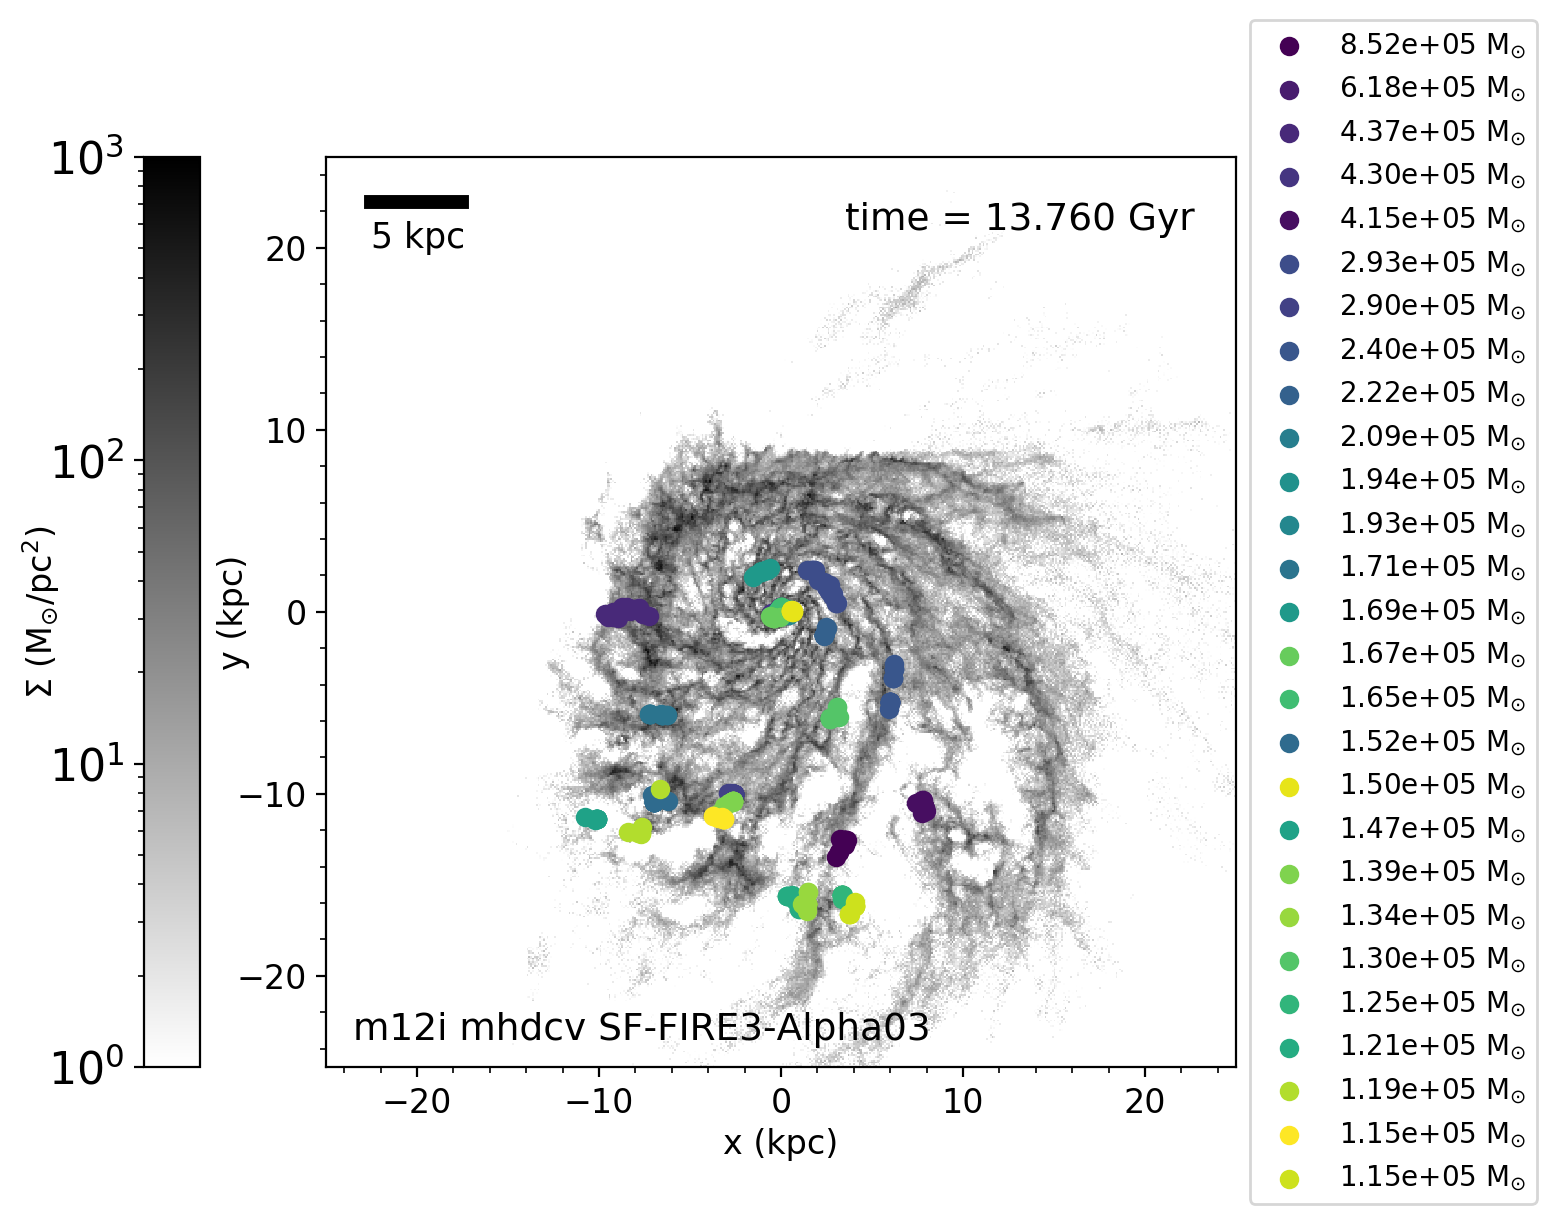 10³
10²
10¹
10⁰
Σ (M⊙/pc²)
y (kpc)
20
10
0
−10
−20
5 kpc
time = 13.760 Gyr
m12i mhdcv SF-FIRE3-Alpha03
−20
−10
0
10
20
x (kpc)
8.52e+05 M⊙
6.18e+05 M⊙
4.37e+05 M⊙
4.30e+05 M⊙
4.15e+05 M⊙
2.93e+05 M⊙
2.90e+05 M⊙
2.40e+05 M⊙
2.22e+05 M⊙
2.09e+05 M⊙
1.94e+05 M⊙
1.93e+05 M⊙
1.71e+05 M⊙
1.69e+05 M⊙
1.67e+05 M⊙
1.65e+05 M⊙
1.52e+05 M⊙
1.50e+05 M⊙
1.47e+05 M⊙
1.39e+05 M⊙
1.34e+05 M⊙
1.30e+05 M⊙
1.25e+05 M⊙
1.21e+05 M⊙
1.19e+05 M⊙
1.15e+05 M⊙
1.15e+05 M⊙